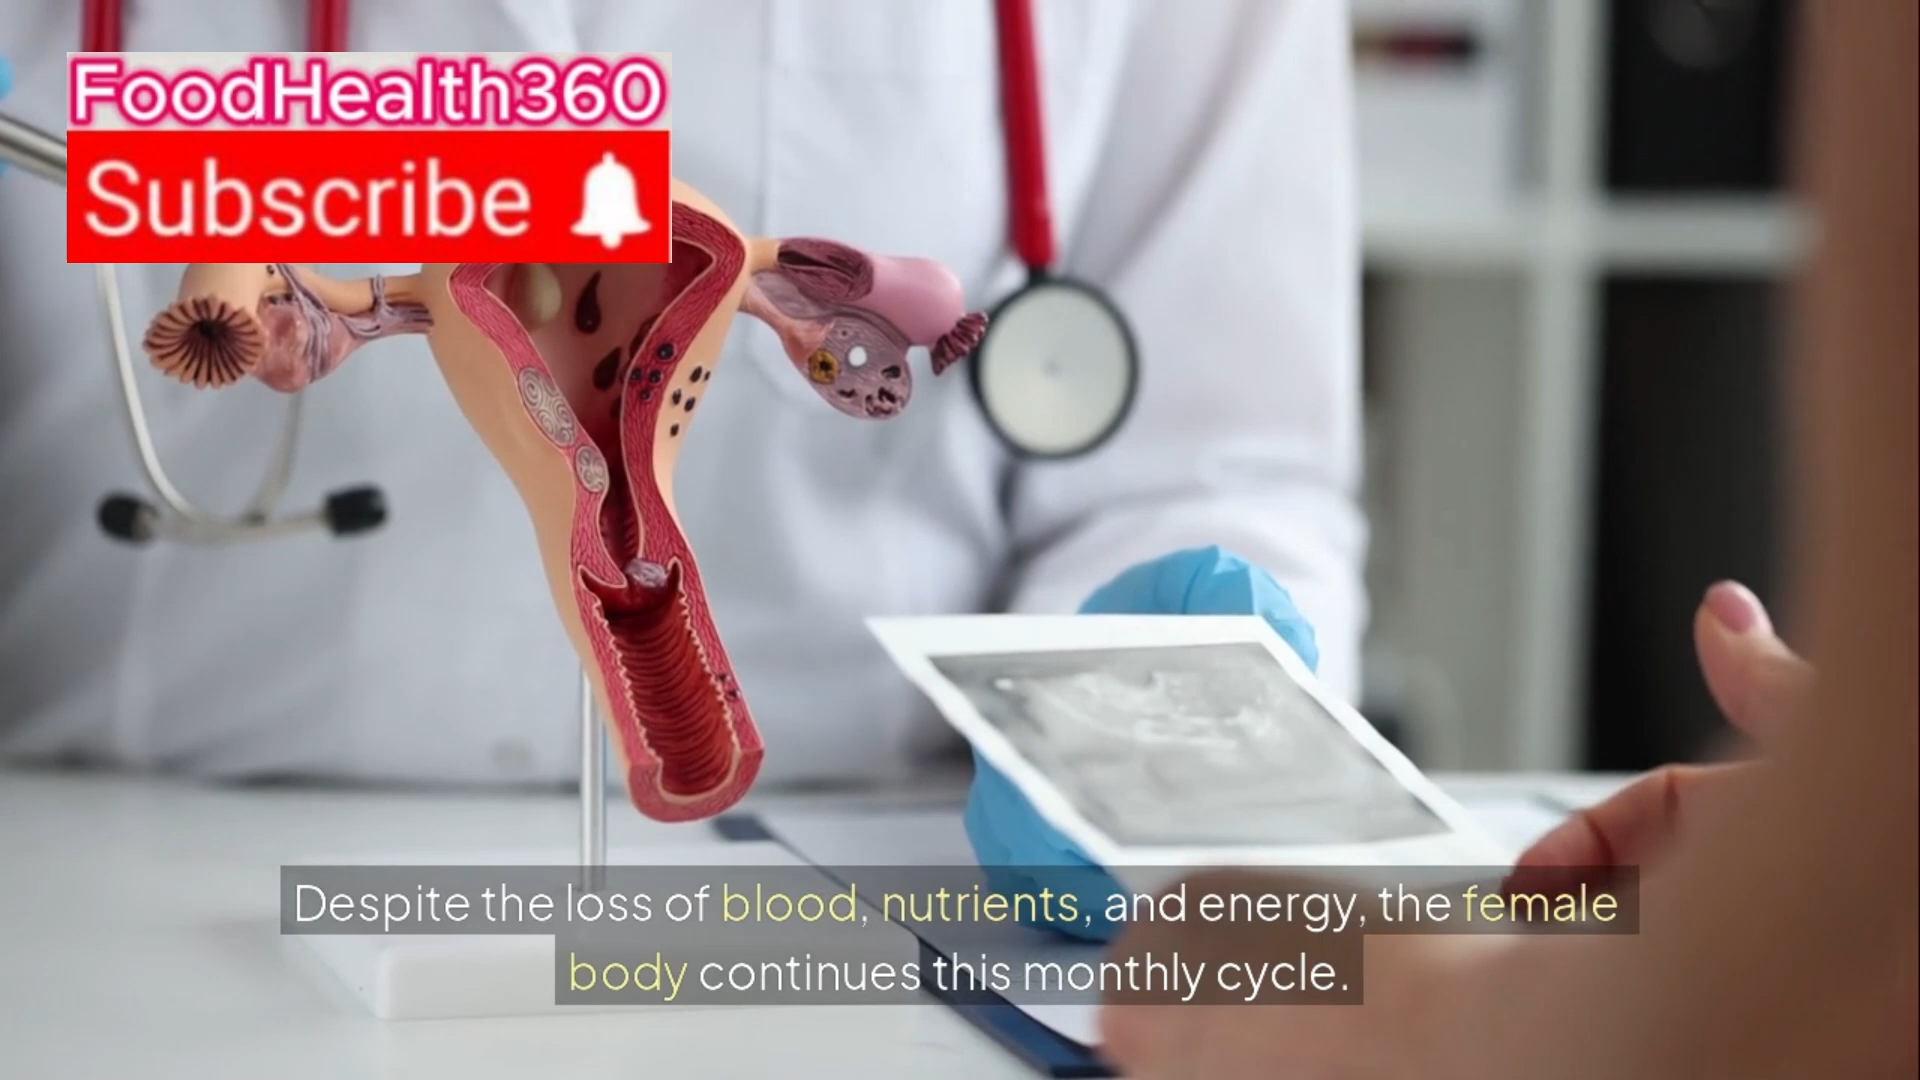 FoodHealth360
Subscribe
Despite the loss of blood, nutrients, and energy, the female
body continues this monthly cycle.